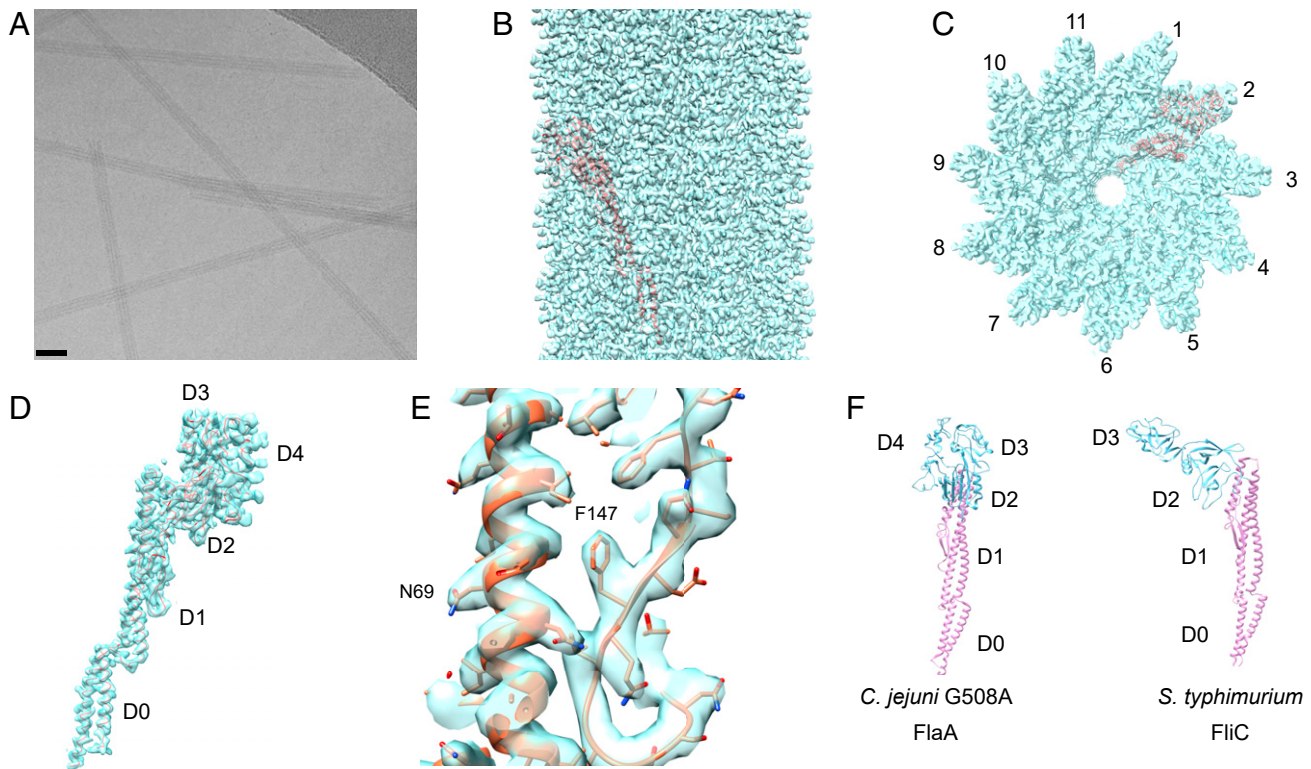 A
B
C
11
1
10
2
9
3
8
4
7
5
6
D
D3
D4
D2
D1
D0
E
F147
N69
F
D4
D3
D2
D1
D0
C. jejuni G508A
FlaA
D3
D2
D1
D0
S. typhimurium
FliC